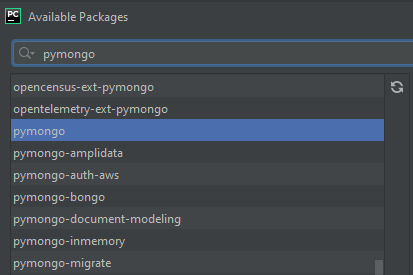 PC
Available Packages
pymongo
opencensus-ext-pymongo
opentelemetry-ext-pymongo
pymongo
pymongo-amplidata
pymongo-auth-aws
pymongo-bongo
pymongo-document-modeling
pymongo-inmemory
pymongo-migrate